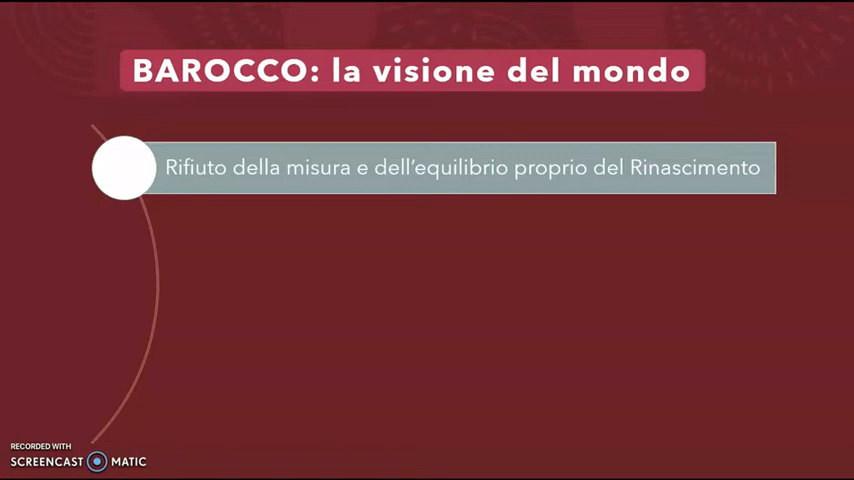 BAROCCO: la visione del mondo
Rifiuto della misura e dell’equilibrio proprio del Rinascimento
RECORDED WITH
SCREENCAST MATIC